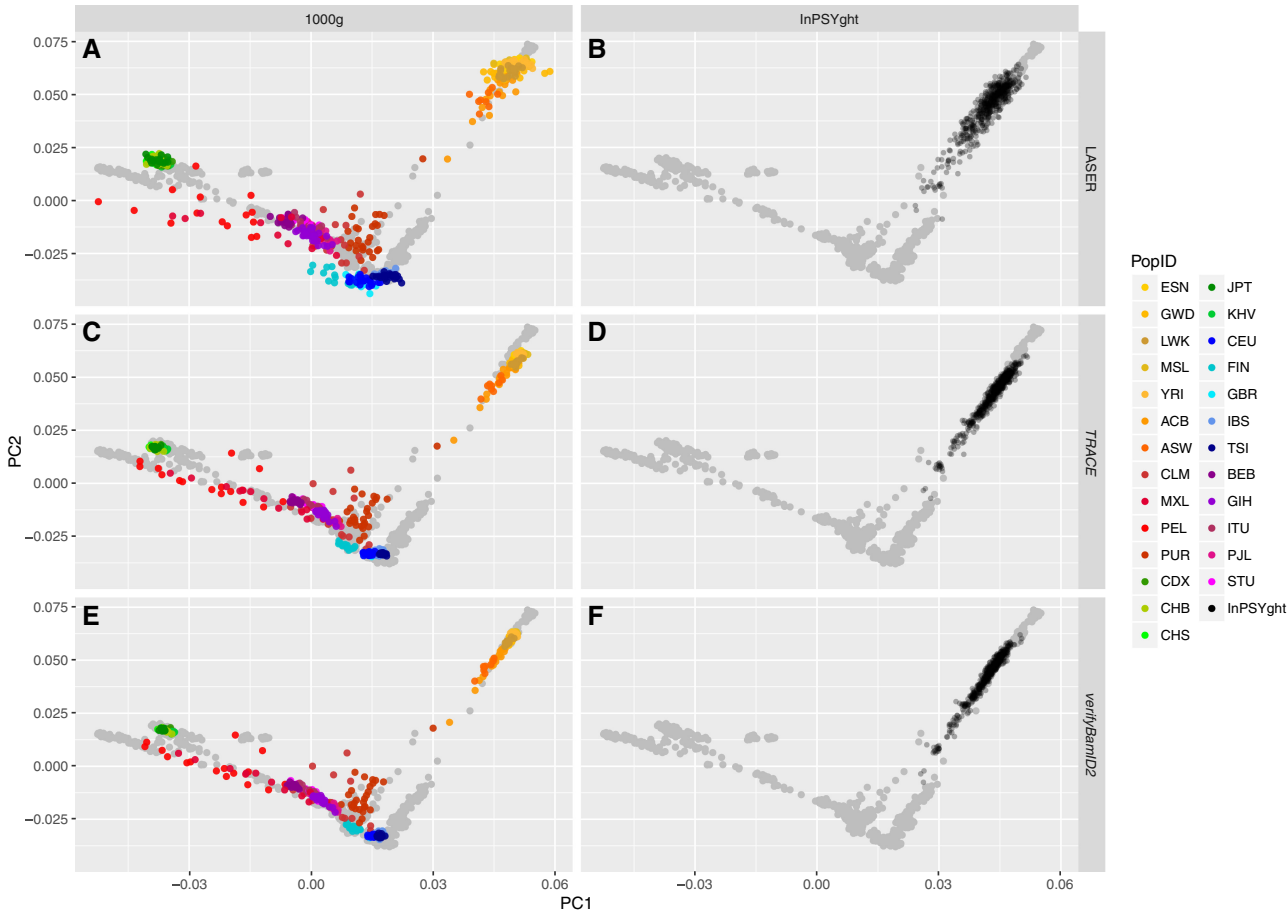 1000g
InPSYght
A
B
C
D
E
F
LASER
TRACE
verifyBamID2
0.075
0.050
0.025
0.000
−0.025
0.075
0.050
0.025
0.000
−0.025
0.075
0.050
0.025
0.000
−0.025
PC2
−0.03
0.00
0.03
0.06
−0.03
0.00
0.03
0.06
PC1
PopID
ESN
GWD
LWK
MSL
YRI
ACB
ASW
CLM
MXL
PEL
PUR
CDX
CHB
CHS
JPT
KHV
CEU
FIN
GBR
IBS
TSI
BEB
GIH
ITU
PJL
STU
InPSYght